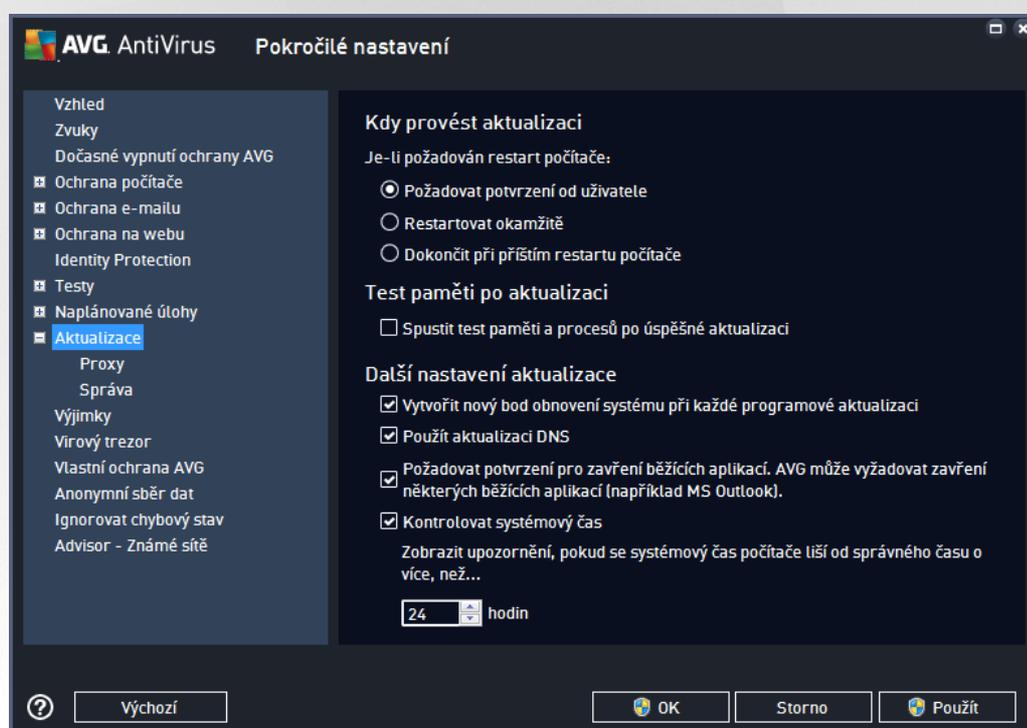 AVG. AntiVirus Pokročilé nastavení
Vzhled
Zvuky
Dočasné vypnutí ochrany AVG
Ochrana počítače
Ochrana e-mailu
Ochrana na webu
Identity Protection
Testy
Naplánované úlohy
Aktualizace
Proxy
Správa
Výjimky
Virový trezor
Vlastní ochrana AVG
Anonymní sběr dat
Ignorovat chybový stav
Advisor - Známé sítě
Kdy provést aktualizaci
Je-li požadován restart počítače:
Požadovat potvrzení od uživatele
Restartovat okamžitě
Dokončit při příštím restartu počítače
Test paměti po aktualizaci
Spustit test paměti a procesů po úspěšné aktualizaci
Další nastavení aktualizace
Vytvořit nový bod obnovení systému při každé programové aktualizaci
Použít aktualizaci DNS
Požadovat potvrzení pro zavření běžících aplikací. AVG může vyžadovat zavření
některých běžících aplikací (například MS Outlook).
Kontrolovat systémový čas
Zobrazit upozornění, pokud se systémový čas počítače liší od správného času o
více, než...
24 hodin
Výchozí
OK
Storno
Použít